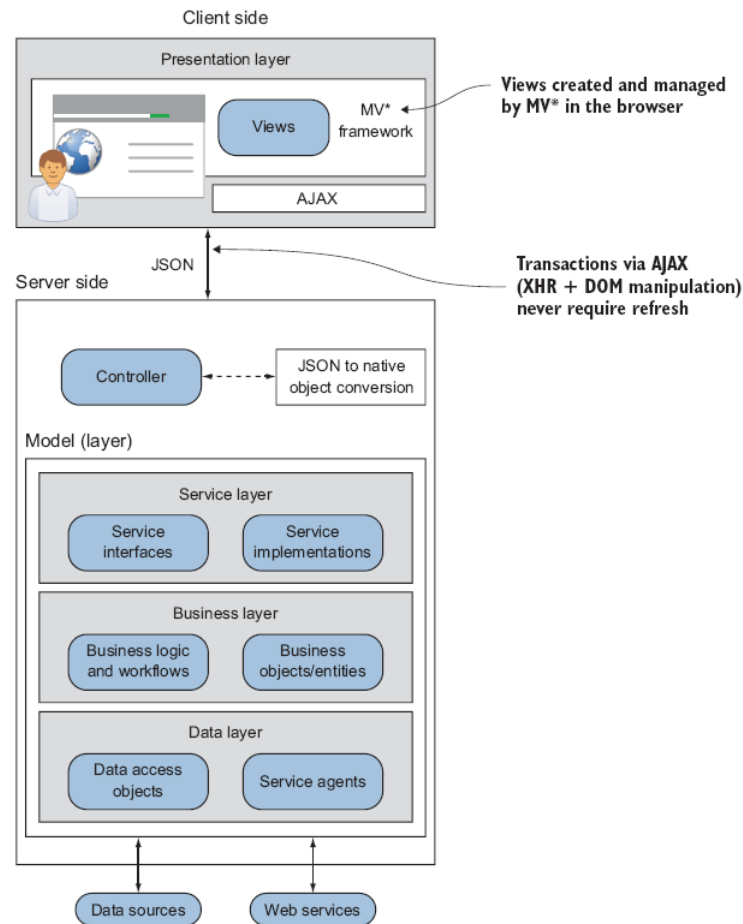 Client side
Presentation layer
Views
MV*
framework
AJAX
Views created and managed
by MV* in the browser
JSON
Transactions via AJAX
(XHR + DOM manipulation)
never require refresh
Server side
Controller
JSON to native
object conversion
Model (layer)
Service layer
Service
interfaces
Service
implementations
Business layer
Business logic
and workflows
Business
objects/entities
Data layer
Data access
objects
Service agents
Data sources
Web services